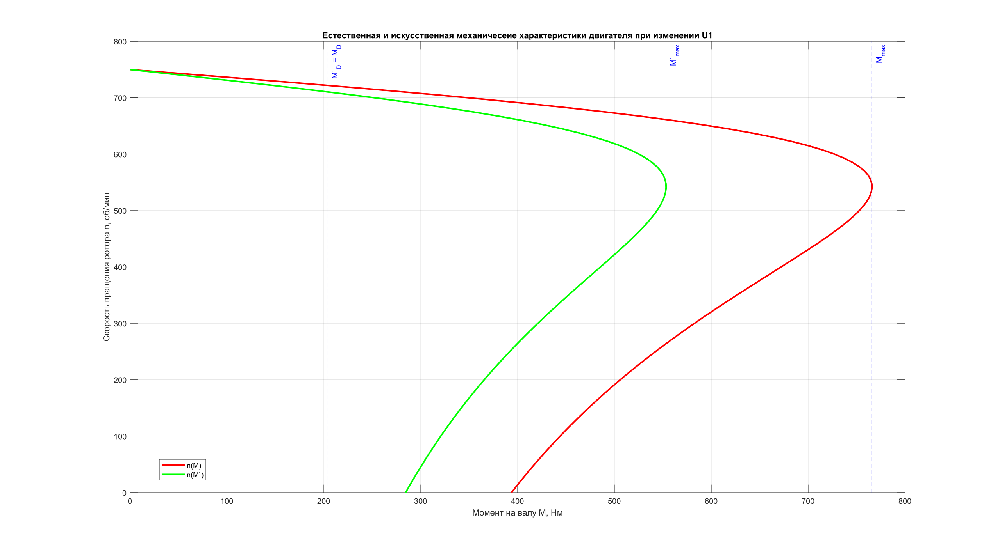 Естественная и искусственная механичесеие характеристики двигателя при изменении U1
M`D = MD
M`max
Mmax
800
700
600
500
400
300
200
100
0
Скорость вращения ротора n, об/мин
n(M)
n(M`)
0 100 200 300 400 500 600 700 800
Момент на валу М, Нм